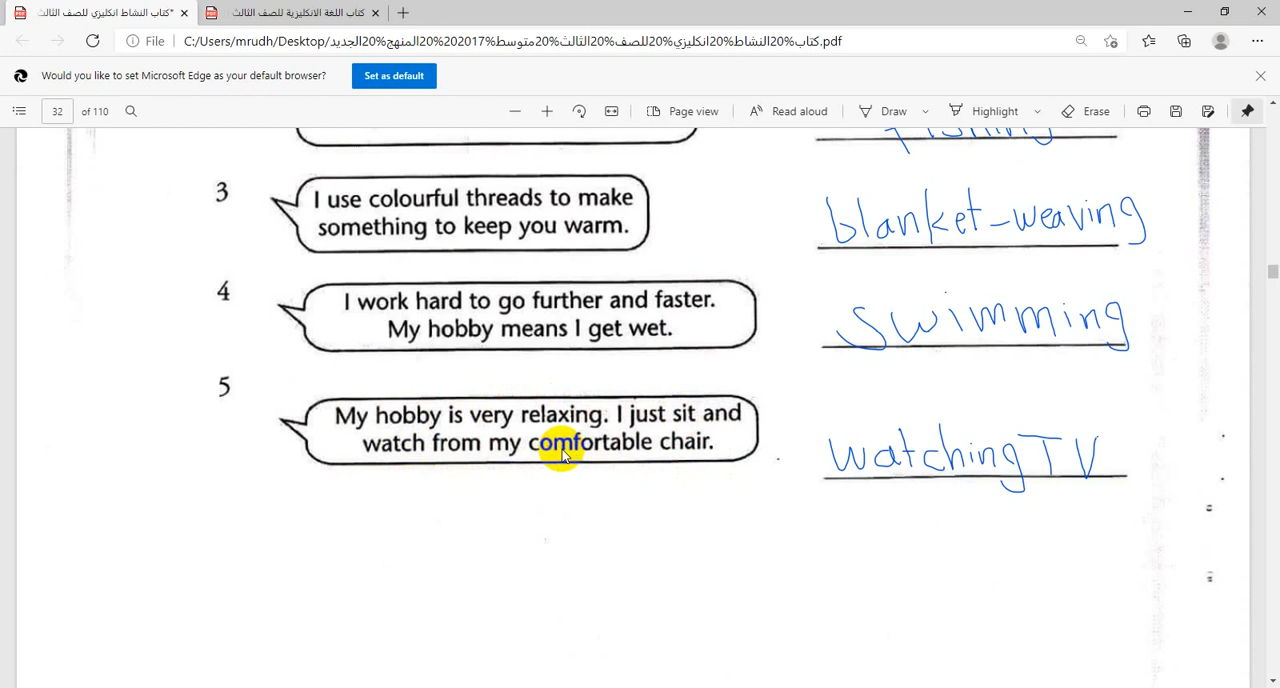 *كتاب النشاط انكليزي للصف الثالث
كتاب اللغة الانكليزية للصف الثالث
File
C:/Users/mrudh/Desktop/كتاب%20النشاط%20انكليزي%20للصف%20الثالث%20متوسط%202017%20المنهج%20الجديد.pdf
Would you like to set Microsoft Edge as your default browser?
Set as default
32 of 110
Page view
Read aloud
Draw
Highlight
Erase
fishing
3
I use colourful threads to make
something to keep you warm.
blanket-weaving
4
I work hard to go further and faster.
My hobby means I get wet.
swimming
5
My hobby is very relaxing. I just sit and
watch from my comfortable chair.
watching TV